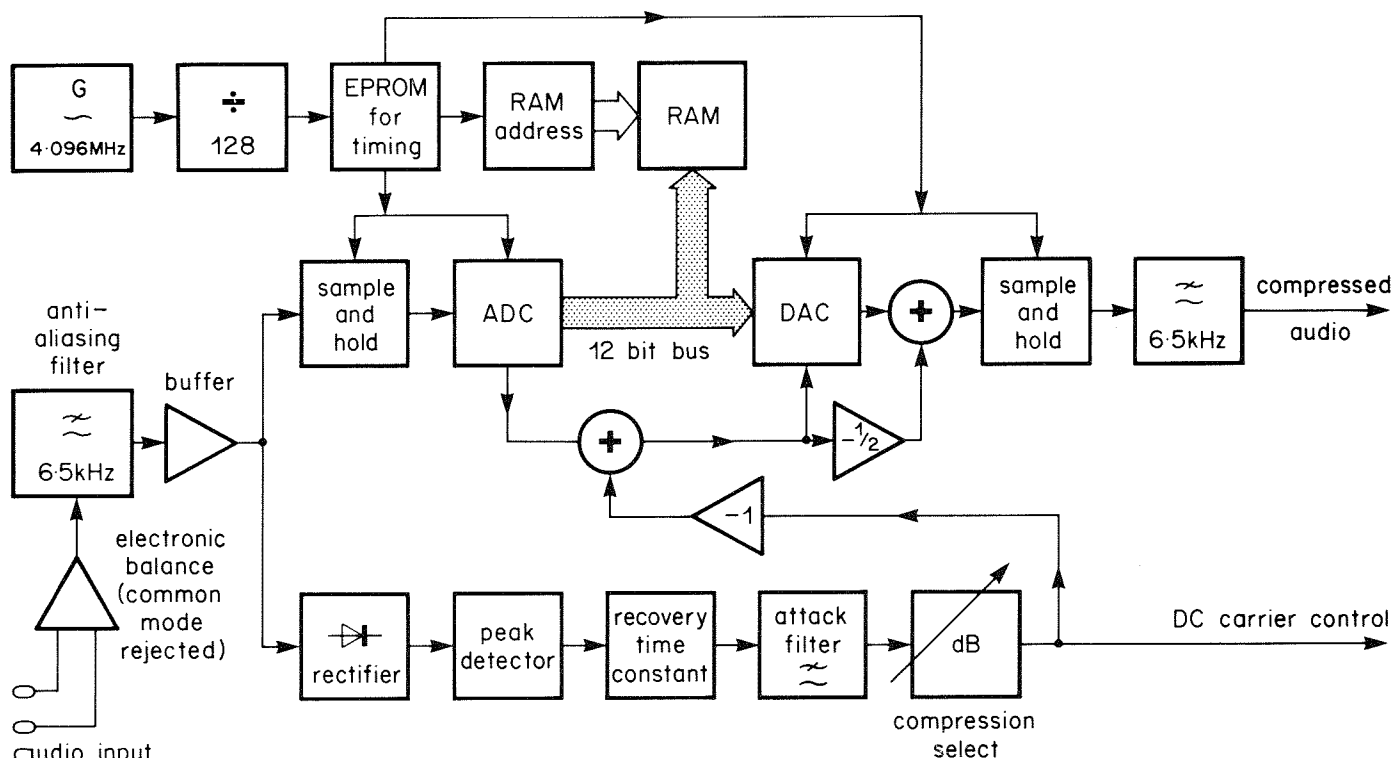 G
4·096MHz
÷
128
EPROM
for
timing
RAM
address
RAM
sample
and
hold
ADC
12 bit bus
DAC
+
sample
and
hold
6·5kHz
compressed
audio
anti-
aliasing
filter
buffer
6·5kHz
+
-1/2
-1
electronic
balance
(common
mode
rejected)
rectifier
peak
detector
recovery
time
constant
attack
filter
dB
DC carrier control
compression
select
audio input